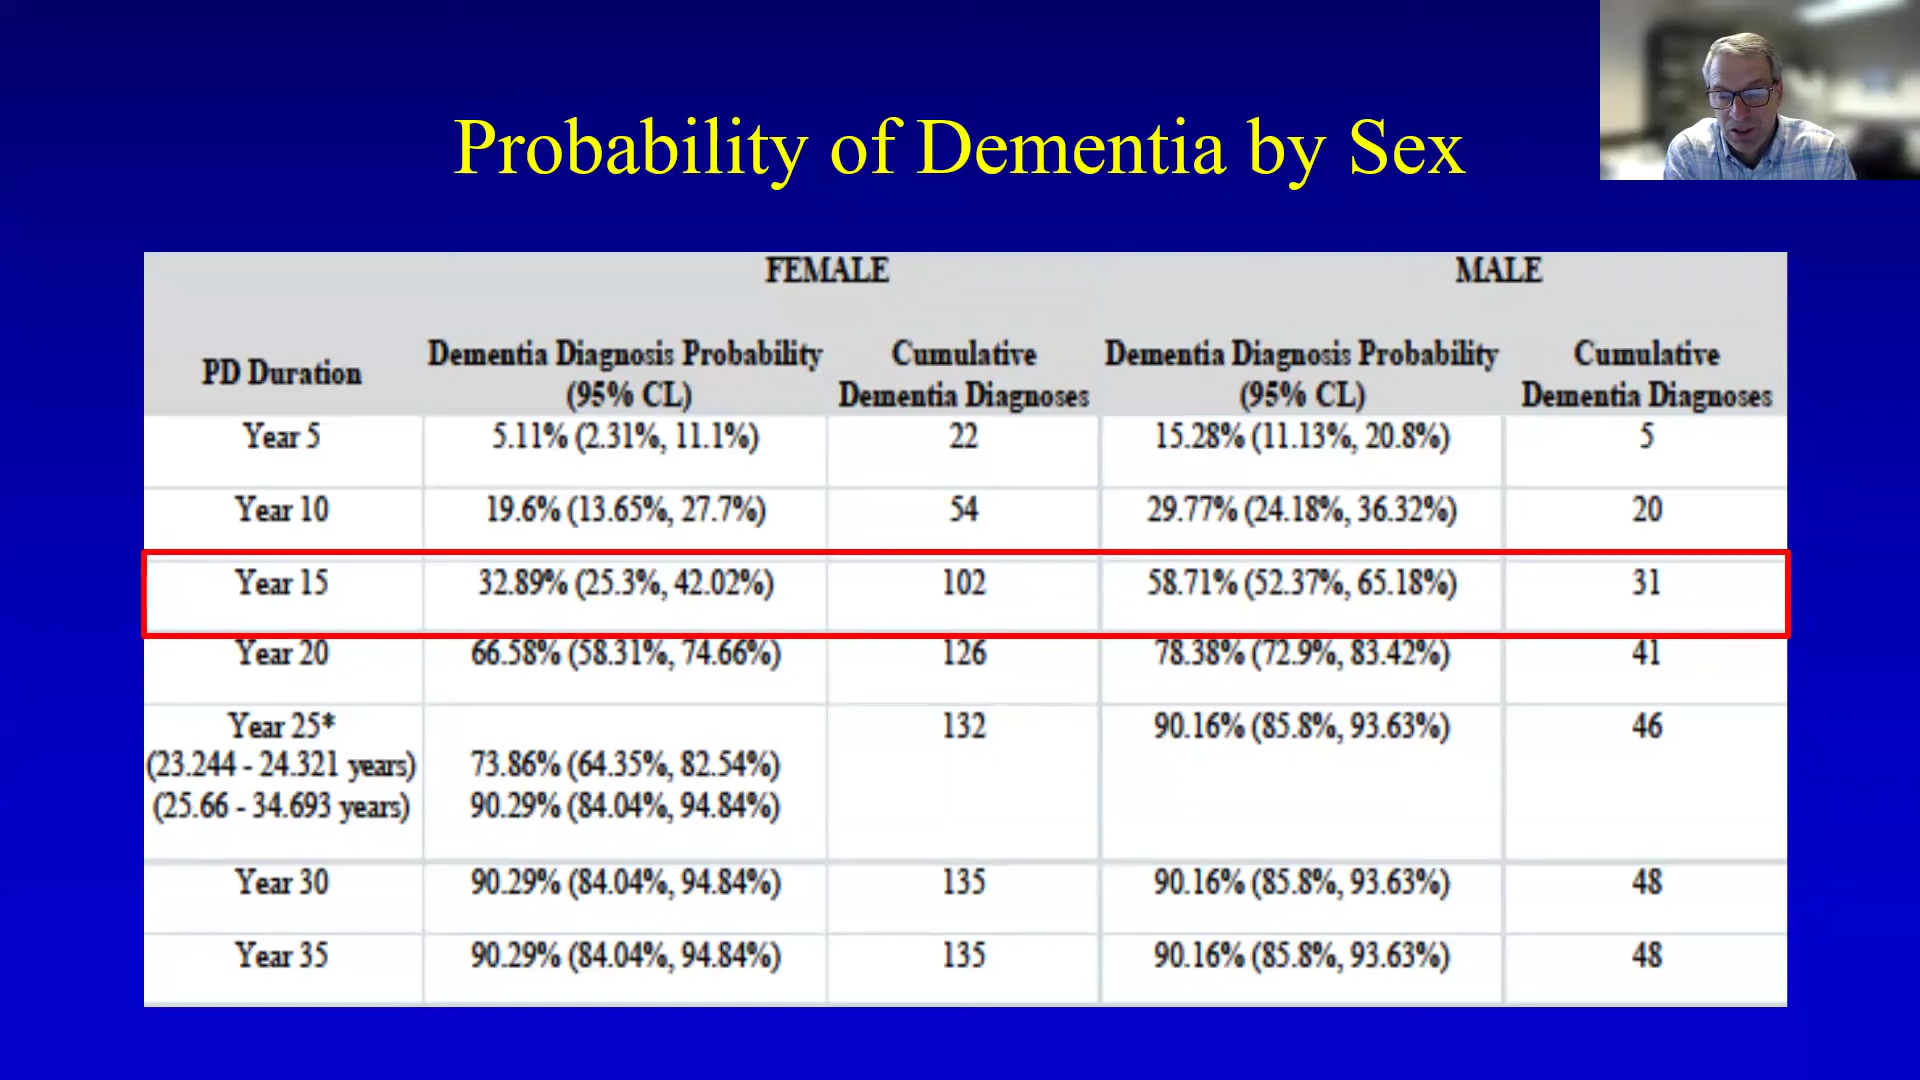 Probability of Dementia by Sex
FEMALE MALE
PD Duration Dementia Diagnosis Probability (95% CL) Cumulative Dementia Diagnoses Dementia Diagnosis Probability (95% CL) Cumulative Dementia Diagnoses
Year 5 5.11% (2.31%, 11.1%) 22 15.28% (11.13%, 20.8%) 5
Year 10 19.6% (13.65%, 27.7%) 54 29.77% (24.18%, 36.32%) 20
Year 15 32.89% (25.3%, 42.02%) 102 58.71% (52.37%, 65.18%) 31
Year 20 66.58% (58.31%, 74.66%) 126 78.38% (72.9%, 83.42%) 41
Year 25* 132 90.16% (85.8%, 93.63%) 46
(23.244 - 24.321 years) 73.86% (64.35%, 82.54%)
(25.66 - 34.693 years) 90.29% (84.04%, 94.84%)
Year 30 90.29% (84.04%, 94.84%) 135 90.16% (85.8%, 93.63%) 48
Year 35 90.29% (84.04%, 94.84%) 135 90.16% (85.8%, 93.63%) 48